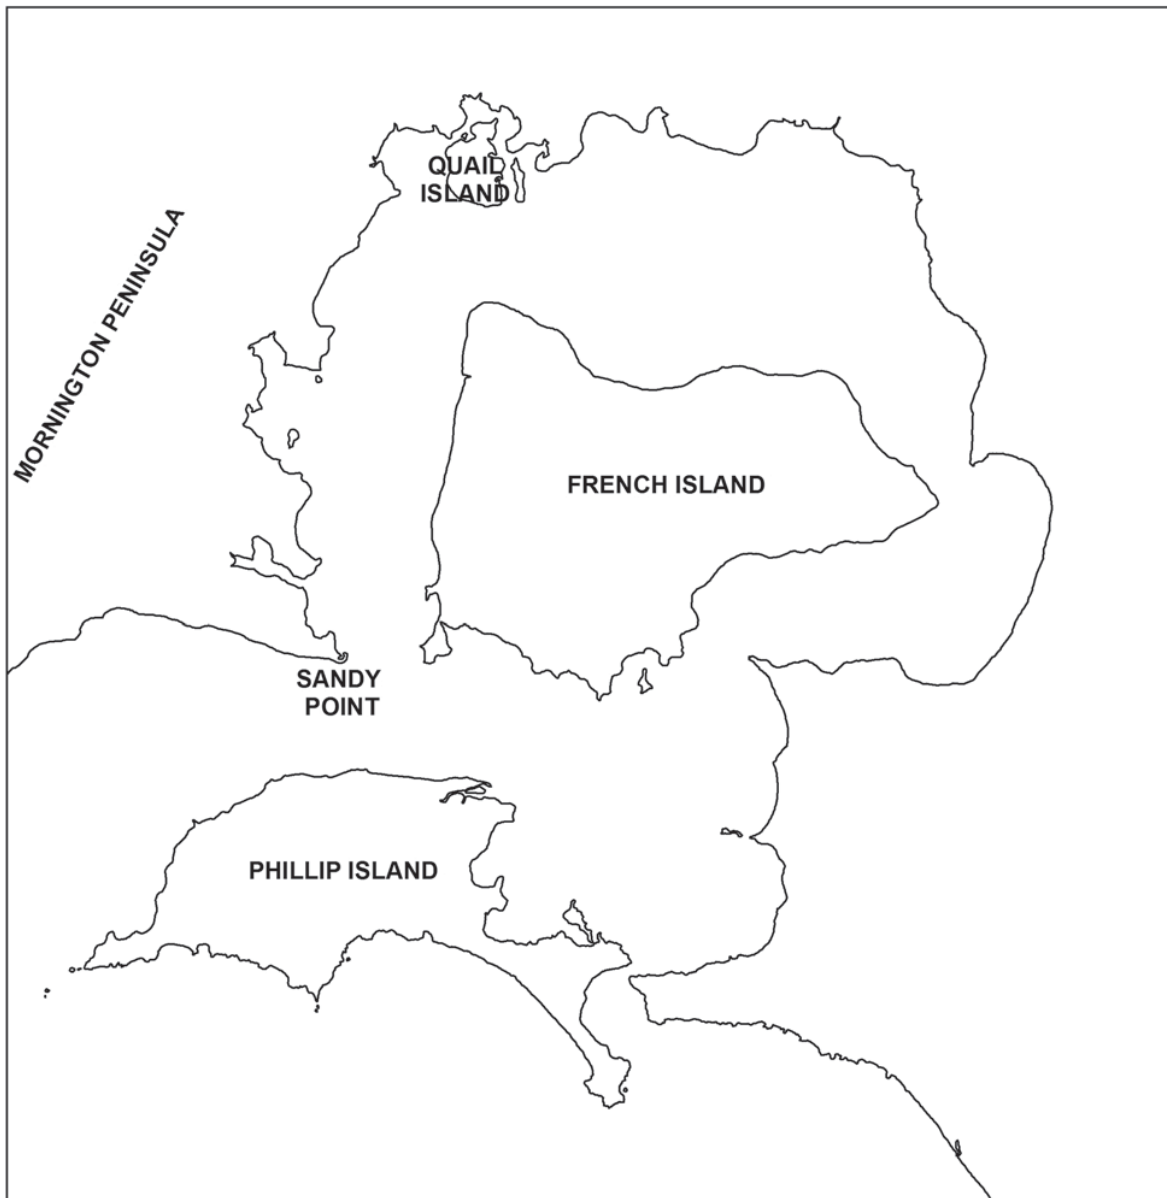 QUAIL
ISLAND
MORNINGTON PENINSULA
FRENCH ISLAND
SANDY
POINT
PHILLIP ISLAND